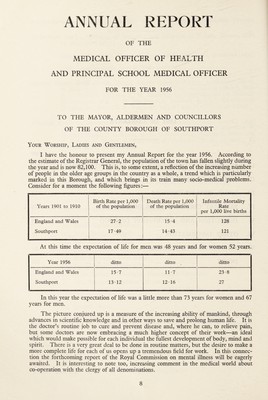 ANNUAL REPORT
OF THE
MEDICAL OFFICER OF HEALTH
AND PRINCIPAL SCHOOL MEDICAL OFFICER
FOR THE YEAR 1956
TO THE MAYOR, ALDERMEN AND COUNCILLORS
OF THE COUNTY BOROUGH OF SOUTHPORT
YOUR WORSHIP, LADIES AND GENTLEMEN,
I have the honour to present my Annual Report for the year 1956. According to
the estimate of the Registrar General, the population of the town has fallen slightly during
the year and is now 82,100. This is, to some extent, a reflection of the increasing number
of people in the older age groups in the country as a whole, a trend which is particularly
marked in this Borough, and which brings in its train many socio-medical problems.
Consider for a moment the following figures:—
Years 1901 to 1910 Birth Rate per 1,000 of the population Death Rate per 1,000 of the population Infantile Mortality Rate per 1,000 live births
England and Wales 27·2 15·4 128
Southport 17·49 14·43 121
At this time the expectation of life for men was 48 years and for women 52 years.
Year 1956 ditto ditto ditto
England and Wales 15·7 11·7 23·8
Southport 13·12 12·16 27
In this year the expectation of life was a little more than 73 years for women and 67
years for men.
The picture conjured up is a measure of the increasing ability of mankind, through
advances in scientific knowledge and in other ways to save and prolong human life. It is
the doctor's routine job to cure and prevent disease and, where he can, to relieve pain,
but some doctors are now embracing a much higher concept of their work—an ideal
which would make possible for each individual the fullest development of body, mind and
spirit. There is a very great deal to be done in routine matters, but the desire to make a
more complete life for each of us opens up a tremendous field for work. In this connec-
tion the forthcoming report of the Royal Commission on mental illness will be eagerly
awaited. It is interesting to note too, increasing comment in the medical world about
co-operation with the clergy of all denominations.
8